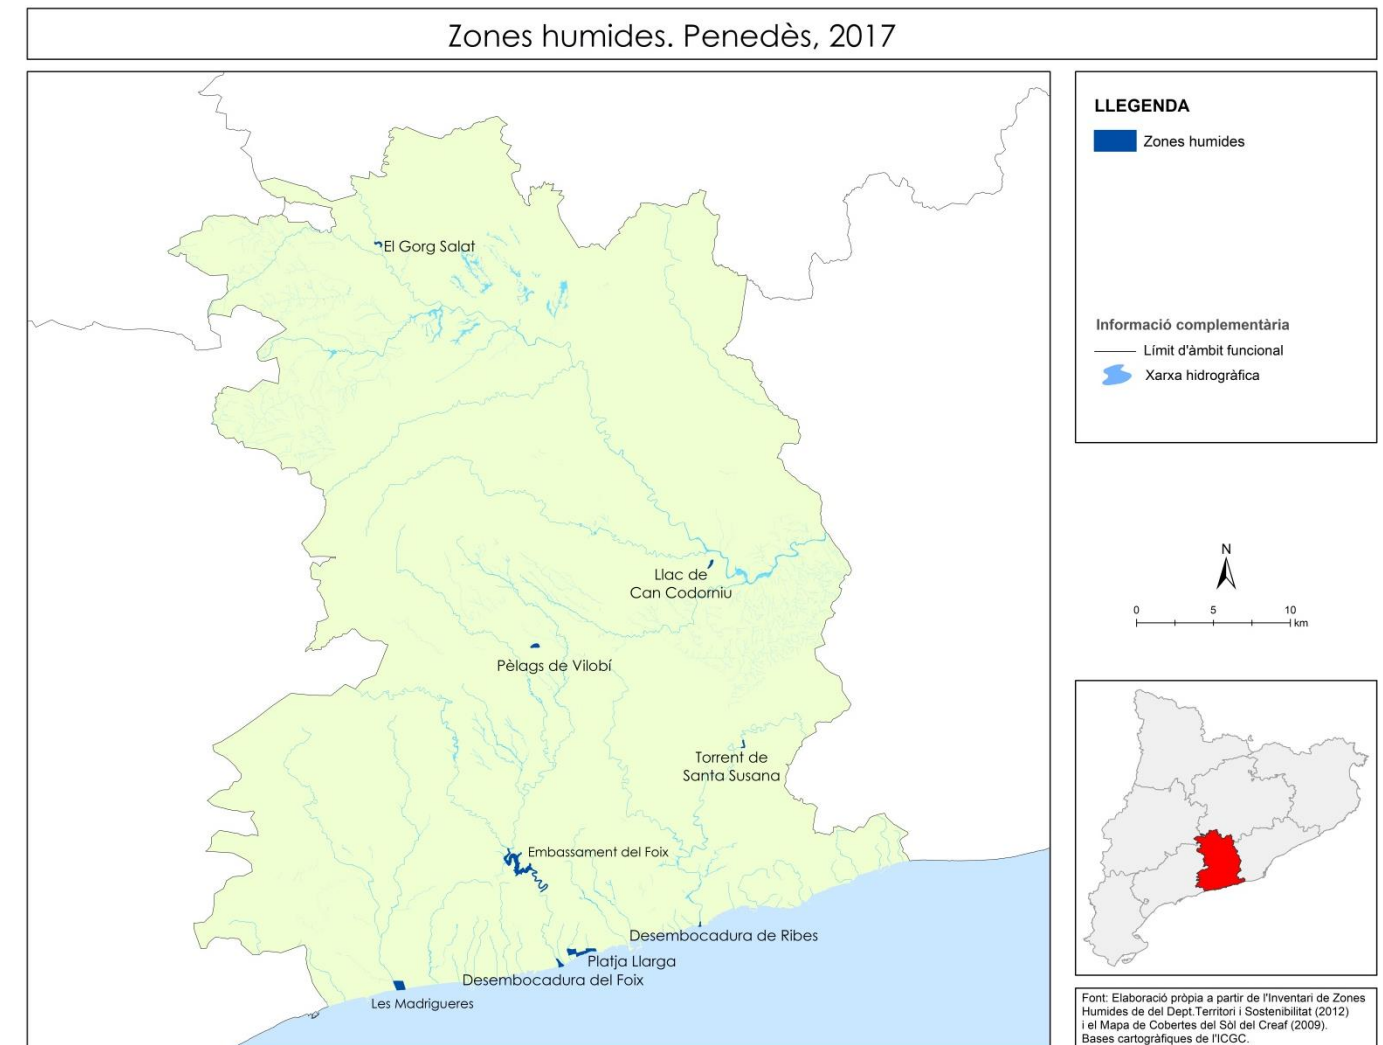 Zones humides. Penedès, 2017
El Gorg Salat
Llac de
Can Codorniu
Pèlags de Vilobí
Torrent de
Santa Susana
Embassament del Foix
Desembocadura de Ribes
Platja Llarga
Desembocadura del Foix
Les Madrigueres
LLEGENDA
Zones humides
Informació complementària
Límit d'àmbit funcional
Xarxa hidrogràfica
N
0 5 10
km
Font: Elaboració pròpia a partir de l'Inventari de Zones
Humides de del Dept.Territori i Sostenibilitat (2012)
i el Mapa de Cobertes del Sòl del Creaf (2009).
Bases cartogràfiques de l'ICGC.